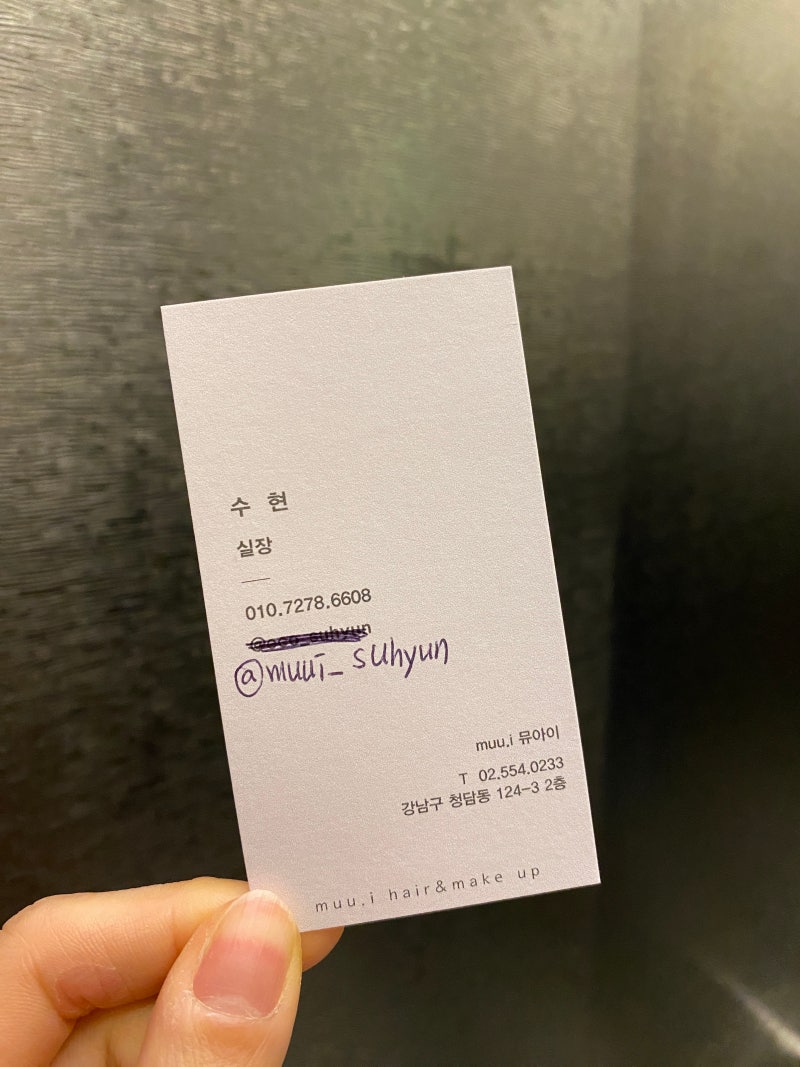 수 현
실장
010.7278.6608
@muui_suhyun
muu.i 뮤아이
T 02.554.0233
강남구 청담동 124-3 2층
muu.i hair&make up